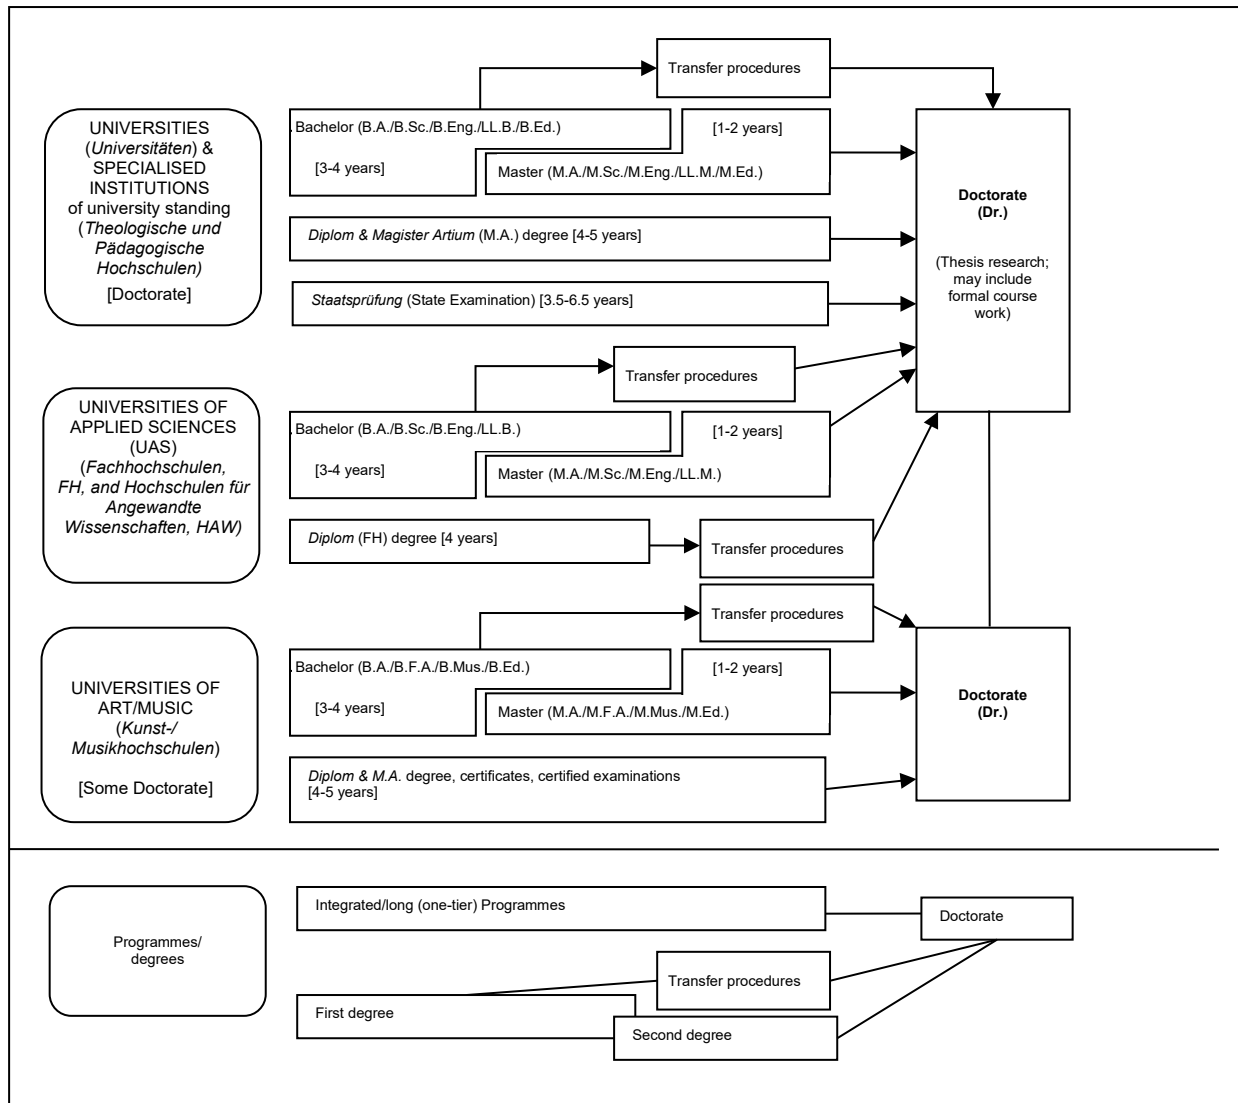 Transfer procedures
UNIVERSITIES
(Universitäten) &
SPECIALISED
INSTITUTIONS
of university standing
(Theologische und
Pädagogische
Hochschulen)
[Doctorate]
. Bachelor (B.A./B.Sc./B.Eng./LL.B./B.Ed.)
[3-4 years]
[1-2 years]
Master (M.A./M.Sc./M.Eng./LL.M./M.Ed.)
Diplom & Magister Artium (M.A.) degree [4-5 years]
Staatsprüfung (State Examination) [3.5-6.5 years]
Doctorate
(Dr.)
(Thesis research;
may include
formal course
work)
Transfer procedures
UNIVERSITIES OF
APPLIED SCIENCES
(UAS)
(Fachhochschulen,
FH, and Hochschulen für
Angewandte
Wissenschaften, HAW)
. Bachelor (B.A./B.Sc./B.Eng./LL.B.)
[3-4 years]
[1-2 years]
Master (M.A./M.Sc./M.Eng./LL.M.)
Diplom (FH) degree [4 years]
Transfer procedures
Transfer procedures
UNIVERSITIES OF
ART/MUSIC
(Kunst-/
Musikhochschulen)
[Some Doctorate]
. Bachelor (B.A./B.F.A./B.Mus./B.Ed.)
[3-4 years]
[1-2 years]
Master (M.A./M.F.A./M.Mus./M.Ed.)
Diplom & M.A. degree, certificates, certified examinations
[4-5 years]
Doctorate
(Dr.)
Programmes/
degrees
Integrated/long (one-tier) Programmes
Doctorate
Transfer procedures
First degree
Second degree